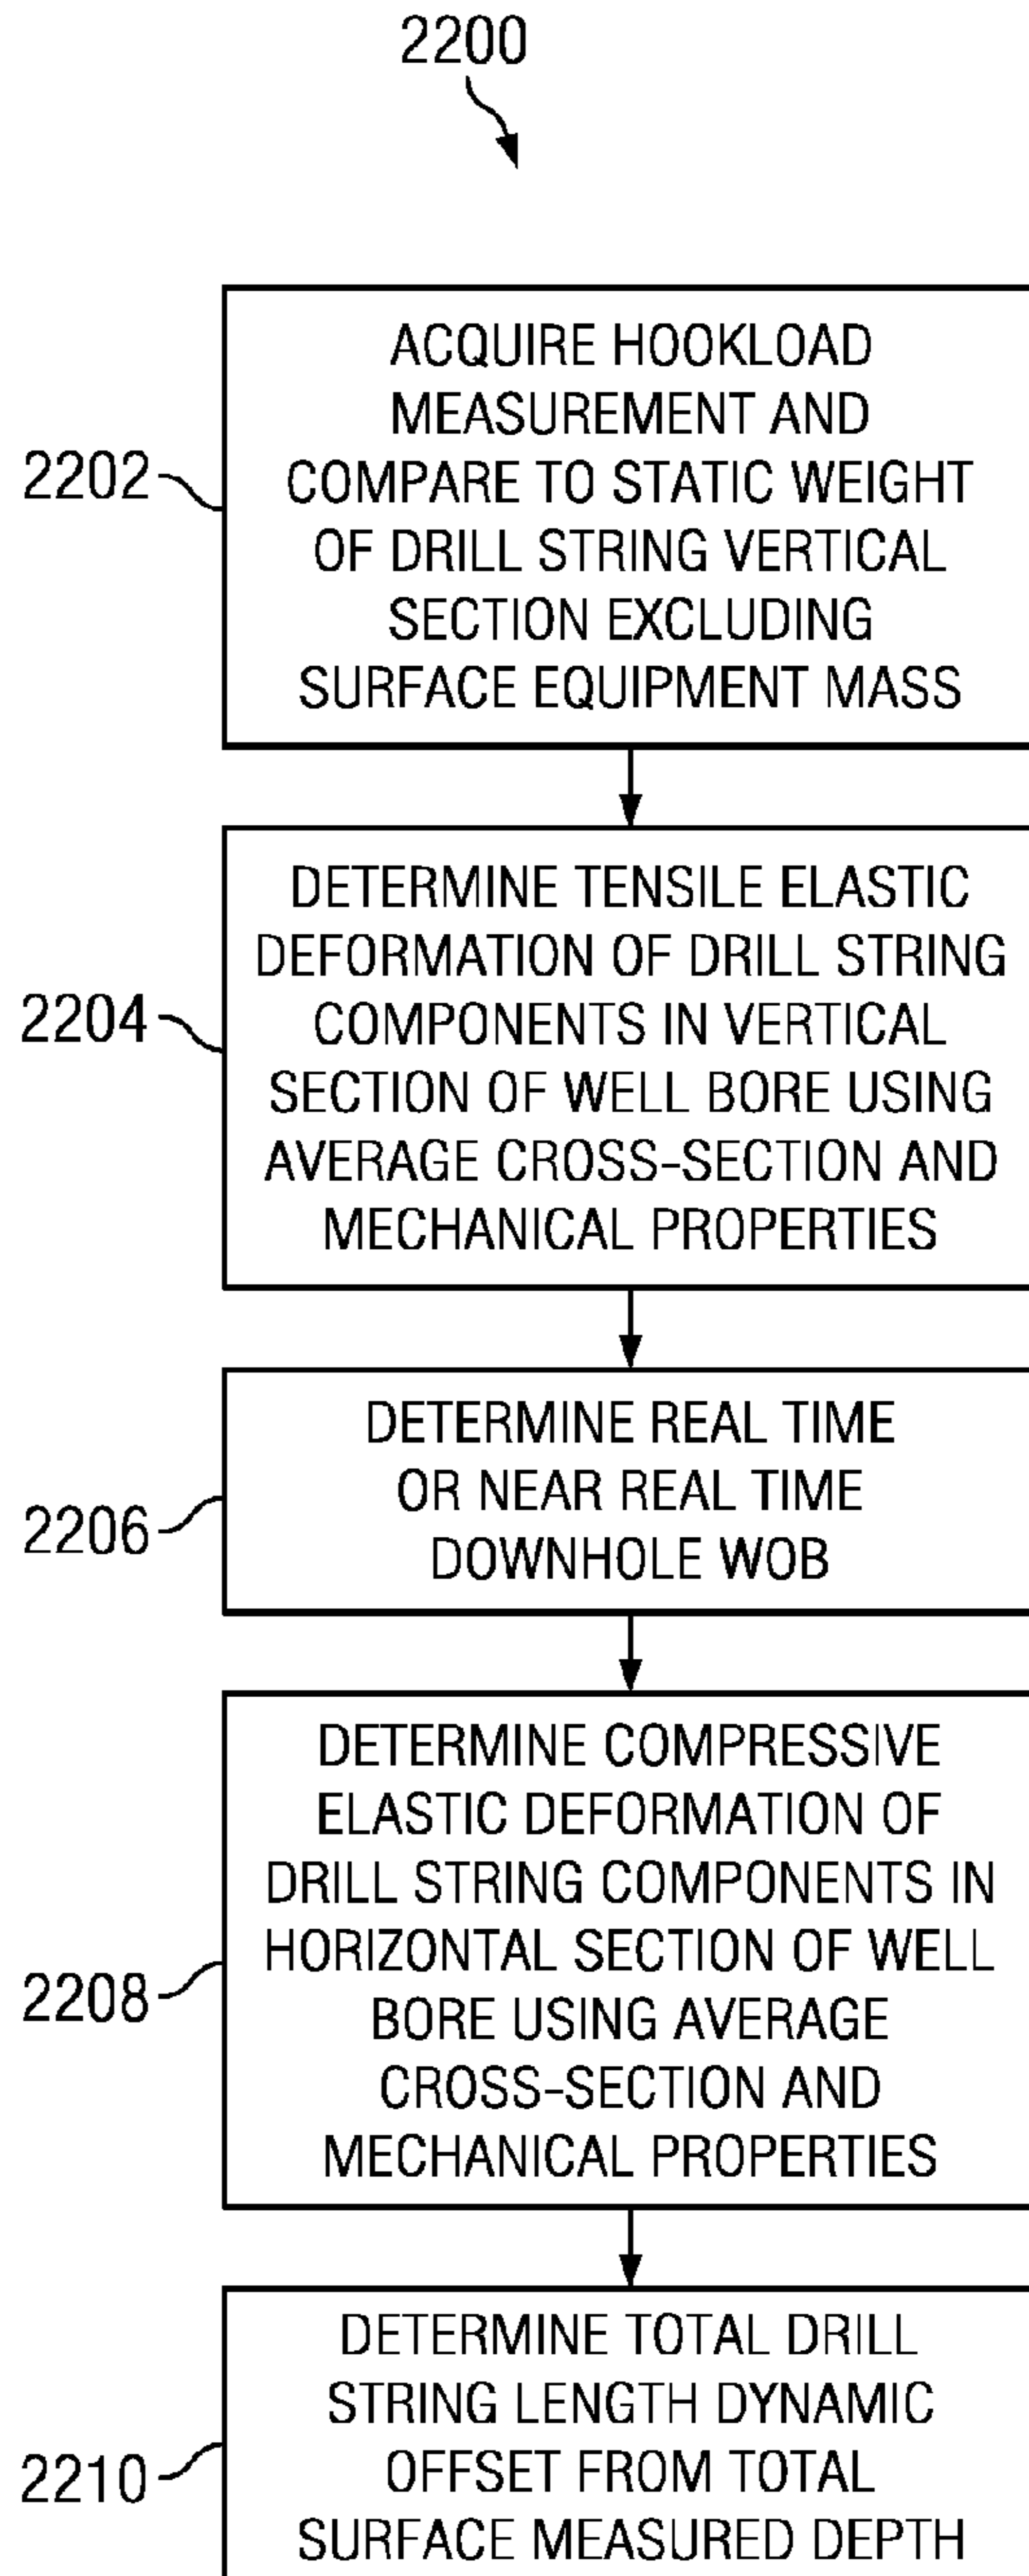 2200
2202
ACQUIRE HOOKLOAD
MEASUREMENT AND
COMPARE TO STATIC WEIGHT
OF DRILL STRING VERTICAL
SECTION EXCLUDING
SURFACE EQUIPMENT MASS
2204
DETERMINE TENSILE ELASTIC
DEFORMATION OF DRILL STRING
COMPONENTS IN VERTICAL
SECTION OF WELL BORE USING
AVERAGE CROSS-SECTION AND
MECHANICAL PROPERTIES
2206
DETERMINE REAL TIME
OR NEAR REAL TIME
DOWNHOLE WOB
2208
DETERMINE COMPRESSIVE
ELASTIC DEFORMATION OF
DRILL STRING COMPONENTS IN
HORIZONTAL SECTION OF WELL
BORE USING AVERAGE
CROSS-SECTION AND
MECHANICAL PROPERTIES
2210
DETERMINE TOTAL DRILL
STRING LENGTH DYNAMIC
OFFSET FROM TOTAL
SURFACE MEASURED DEPTH